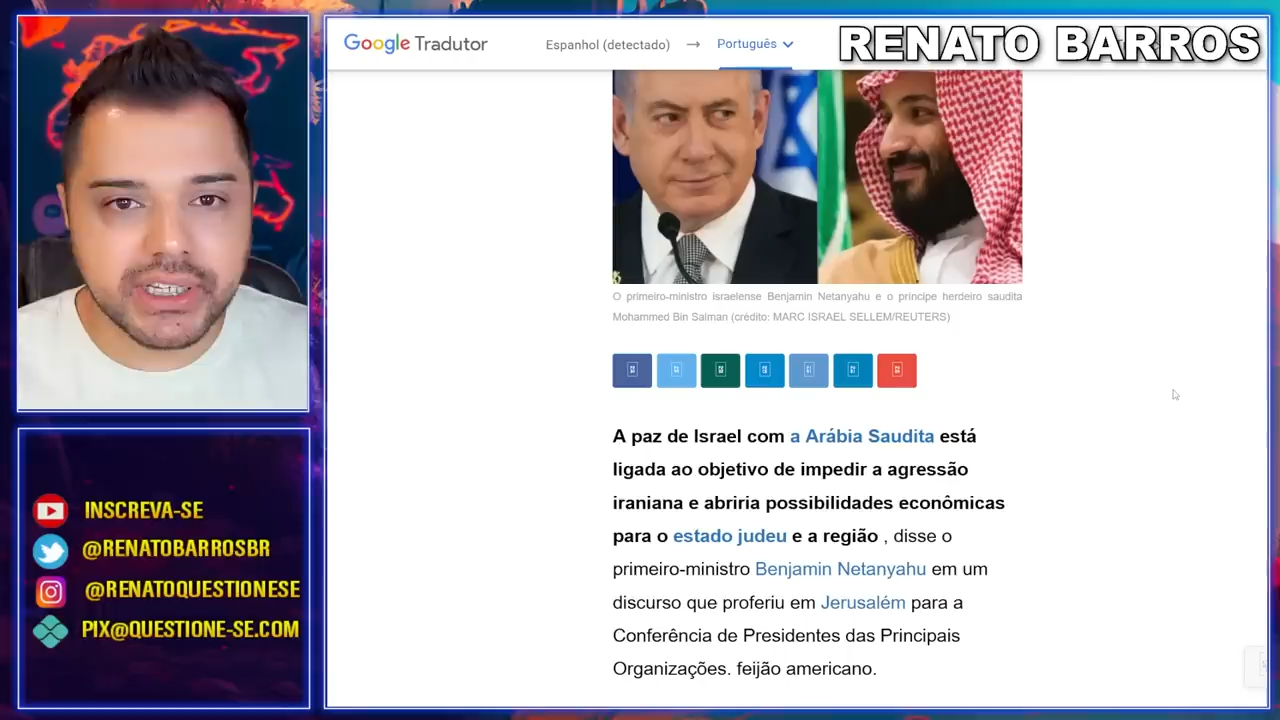 Google Tradutor
Espanhol (detectado) → Português
RENATO BARROS
O primeiro-ministro israelense Benjamin Netanyahu e o príncipe herdeiro saudita
Mohammed Bin Salman (crédito: MARC ISRAEL SELLEM/REUTERS)
A paz de Israel com a Arábia Saudita está
ligada ao objetivo de impedir a agressão
iraniana e abriria possibilidades econômicas
para o estado judeu e a região , disse o
primeiro-ministro Benjamin Netanyahu em um
discurso que proferiu em Jerusalém para a
Conferência de Presidentes das Principais
Organizações. feijão americano.
INSCREVA-SE
@RENATOBARROSBR
@RENATOQUESTIONESE
PIX@QUESTIONE-SE.COM